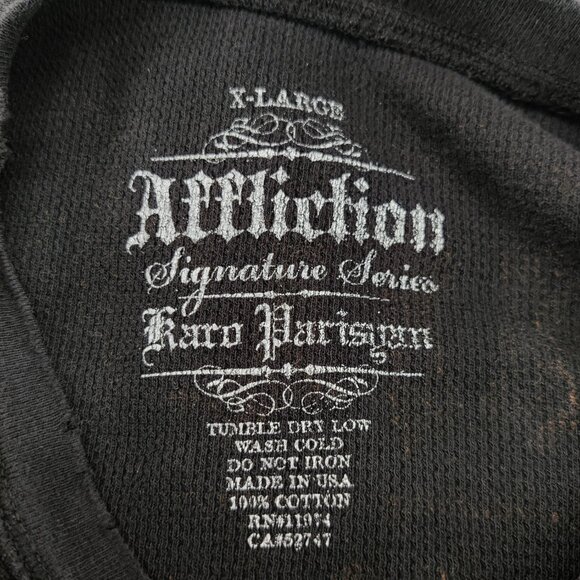 X-LARGE
Affliction
Signature Series
Karo Parisyan
TUMBLE DRY LOW
WASH COLD
DO NOT IRON
MADE IN USA
100% COTTON
RN#11974
CA#52747